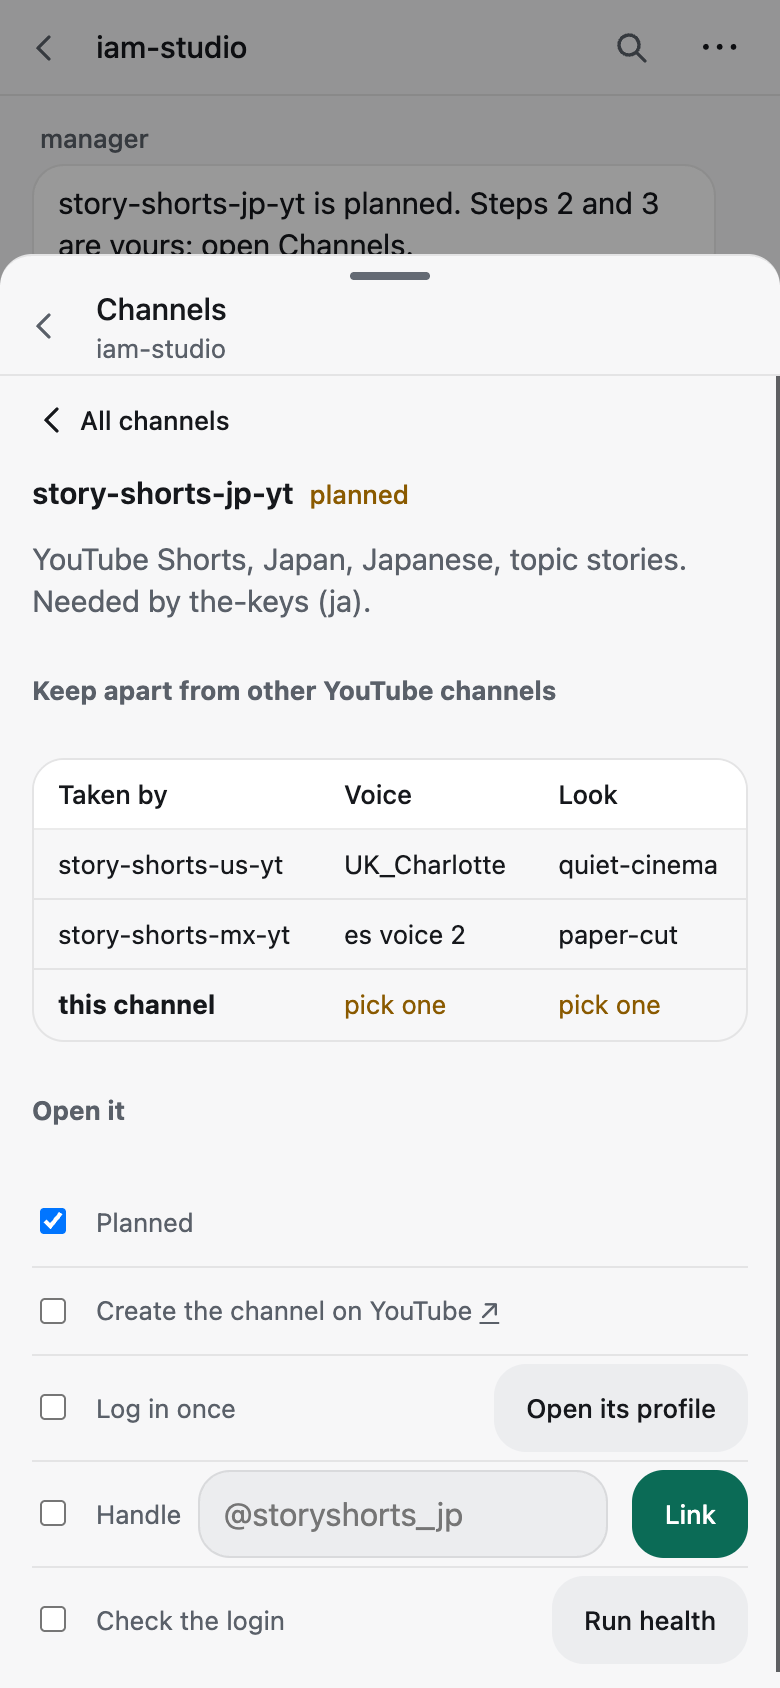 iam-studio
manager
story-shorts-jp-yt is planned. Steps 2 and 3
are yours: open Channels.
Channels
iam-studio
All channels
story-shorts-jp-yt planned
YouTube Shorts, Japan, Japanese, topic stories.
Needed by the-keys (ja).
Keep apart from other YouTube channels
Taken by Voice Look
story-shorts-us-yt UK_Charlotte quiet-cinema
story-shorts-mx-yt es voice 2 paper-cut
this channel pick one pick one
Open it
Planned
Create the channel on YouTube ↗
Log in once Open its profile
Handle @storyshorts_jp Link
Check the login Run health